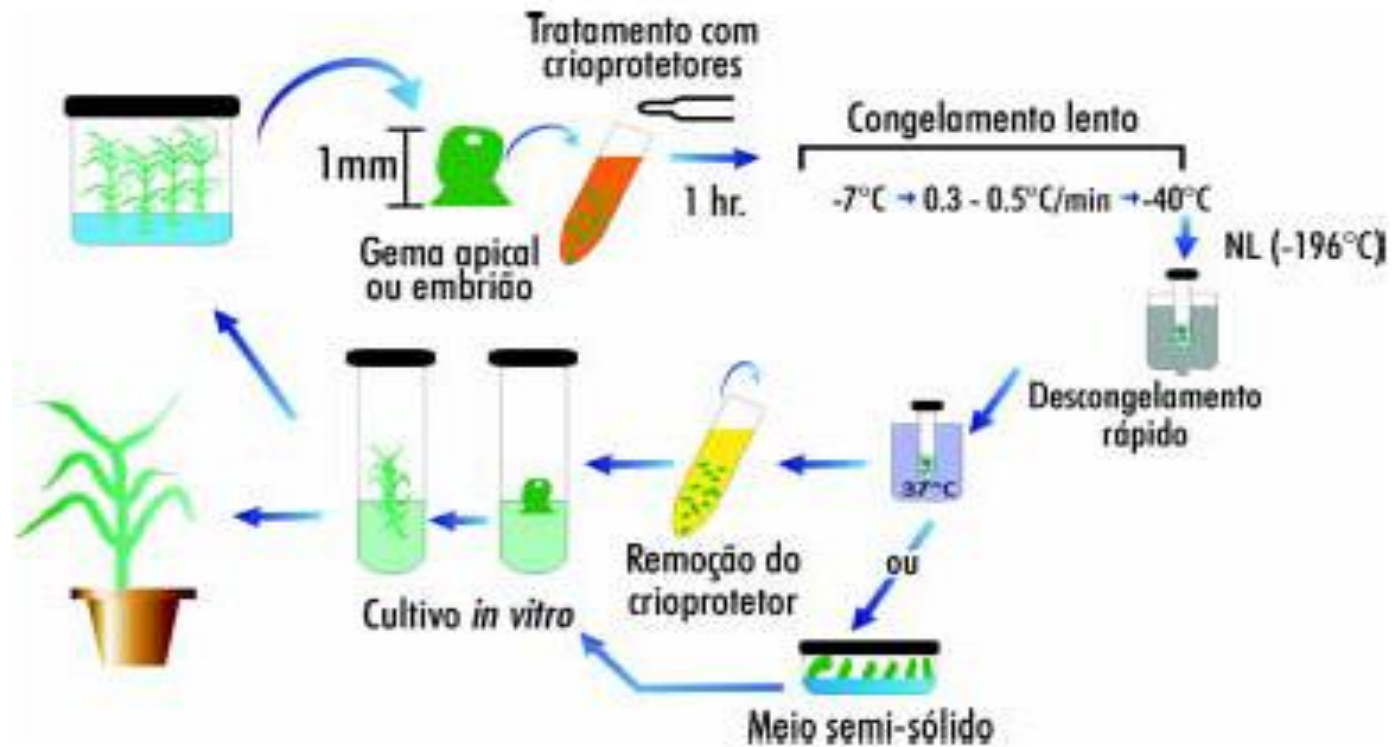 Tratamento com
crioprotetores
Congelamento lento
1mm
1 hr.
-7°C → 0.3 - 0.5°C/min → -40°C
Gema apical
ou embrião
NL (-196°C)
Descongelamento
rápido
37°C
Remoção do
crioprotetor
ou
Cultivo in vitro
Meio semi-sólido